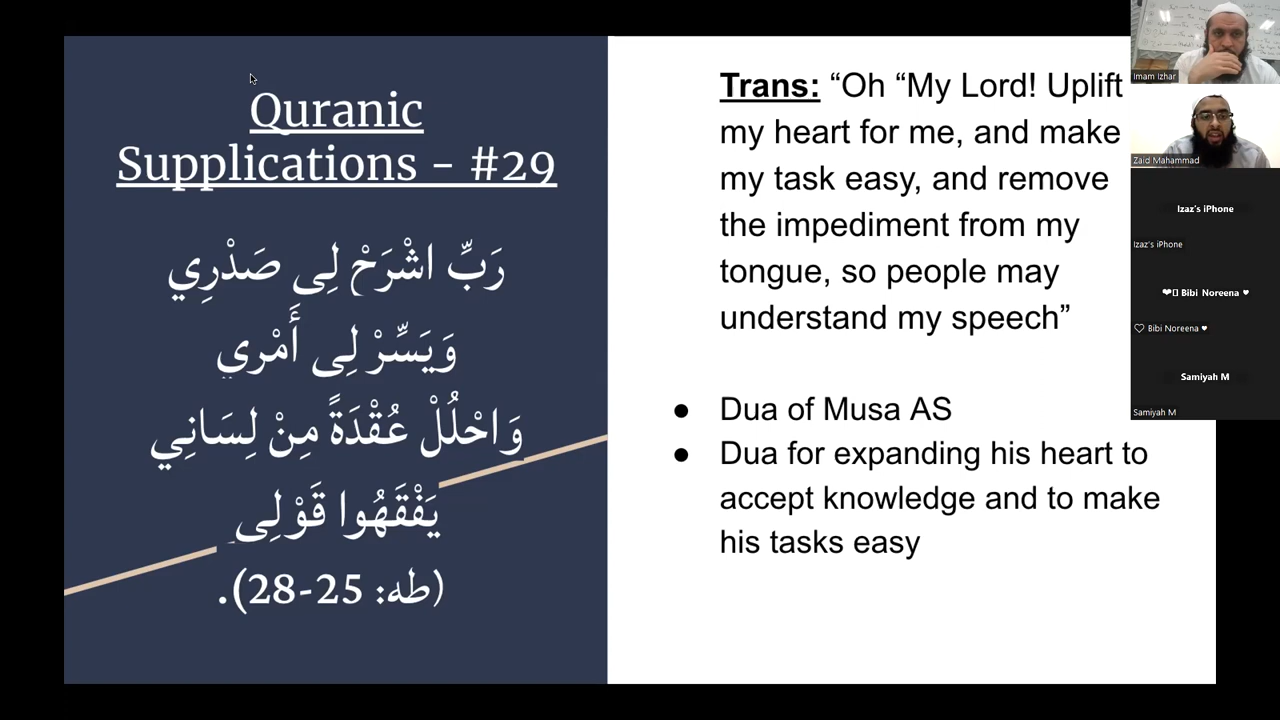 Quranic
Supplications - #29
رَبِّ اشْرَحْ لِى صَدْرِي
وَيَسِّرْ لِى أَمْرِى
وَاحْلُلْ عُقْدَةً مِنْ لِسَانِي
يَفْقَهُوا قَوْلِى
(طه: 25-28).
Trans: “Oh “My Lord! Uplift
my heart for me, and make
my task easy, and remove
the impediment from my
tongue, so people may
understand my speech”
● Dua of Musa AS
● Dua for expanding his heart to
accept knowledge and to make
his tasks easy
Imam Izhar
Zaid Mahammad
Izaz's iPhone
Izaz's iPhone
❤▯ Bibi Noreena ♥
♡ Bibi Noreena ♥
Samiyah M
Samiyah M